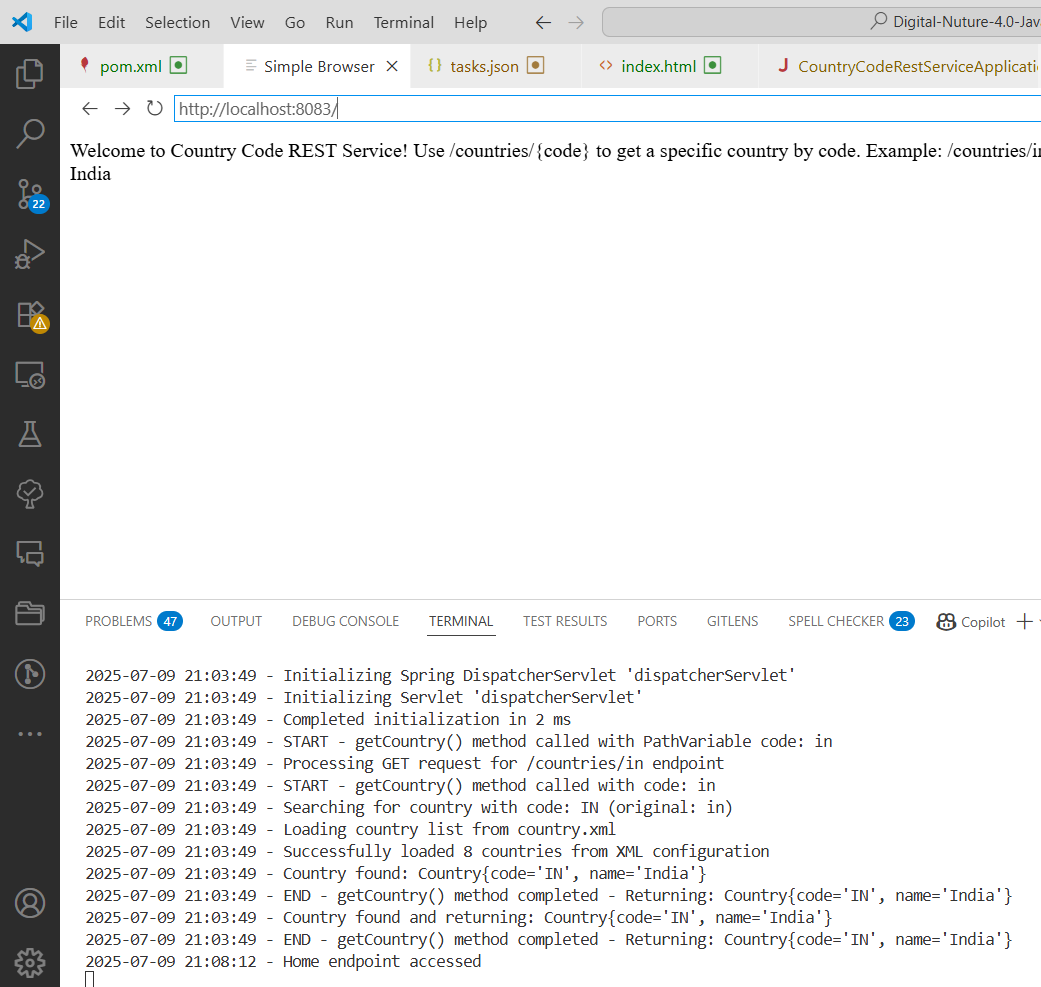 File Edit Selection View Go Run Terminal Help Digital-Nuture-4.0-Jav
pom.xml Simple Browser {} tasks.json <> index.html J CountryCodeRestServiceApplicati
http://localhost:8083/
Welcome to Country Code REST Service! Use /countries/{code} to get a specific country by code. Example: /countries/in
India
22
PROBLEMS 47 OUTPUT DEBUG CONSOLE TERMINAL TEST RESULTS PORTS GITLENS SPELL CHECKER 23 Copilot
2025-07-09 21:03:49 - Initializing Spring DispatcherServlet 'dispatcherServlet'
2025-07-09 21:03:49 - Initializing Servlet 'dispatcherServlet'
2025-07-09 21:03:49 - Completed initialization in 2 ms
2025-07-09 21:03:49 - START - getCountry() method called with PathVariable code: in
2025-07-09 21:03:49 - Processing GET request for /countries/in endpoint
2025-07-09 21:03:49 - START - getCountry() method called with code: in
2025-07-09 21:03:49 - Searching for country with code: IN (original: in)
2025-07-09 21:03:49 - Loading country list from country.xml
2025-07-09 21:03:49 - Successfully loaded 8 countries from XML configuration
2025-07-09 21:03:49 - Country found: Country{code='IN', name='India'}
2025-07-09 21:03:49 - END - getCountry() method completed - Returning: Country{code='IN', name='India'}
2025-07-09 21:03:49 - Country found and returning: Country{code='IN', name='India'}
2025-07-09 21:03:49 - END - getCountry() method completed - Returning: Country{code='IN', name='India'}
2025-07-09 21:08:12 - Home endpoint accessed